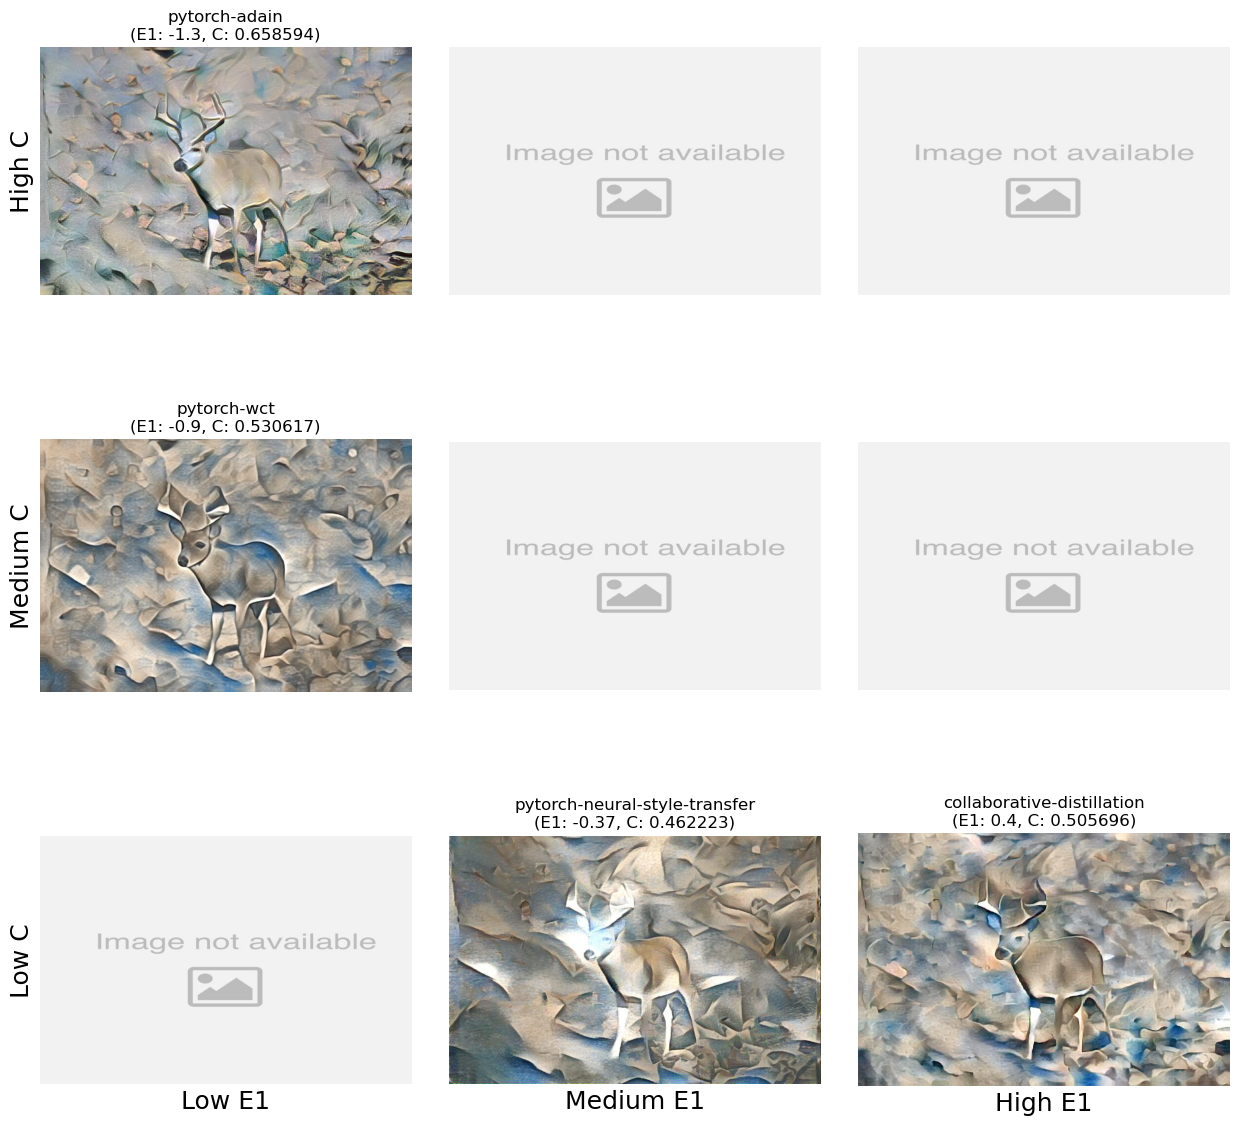 pytorch-adain
(E1: -1.3, C: 0.658594)
High C
Image not available
Image not available
pytorch-wct
(E1: -0.9, C: 0.530617)
Medium C
Image not available
Image not available
pytorch-neural-style-transfer
(E1: -0.37, C: 0.462223)
collaborative-distillation
(E1: 0.4, C: 0.505696)
Low C
Image not available
Low E1
Medium E1
High E1